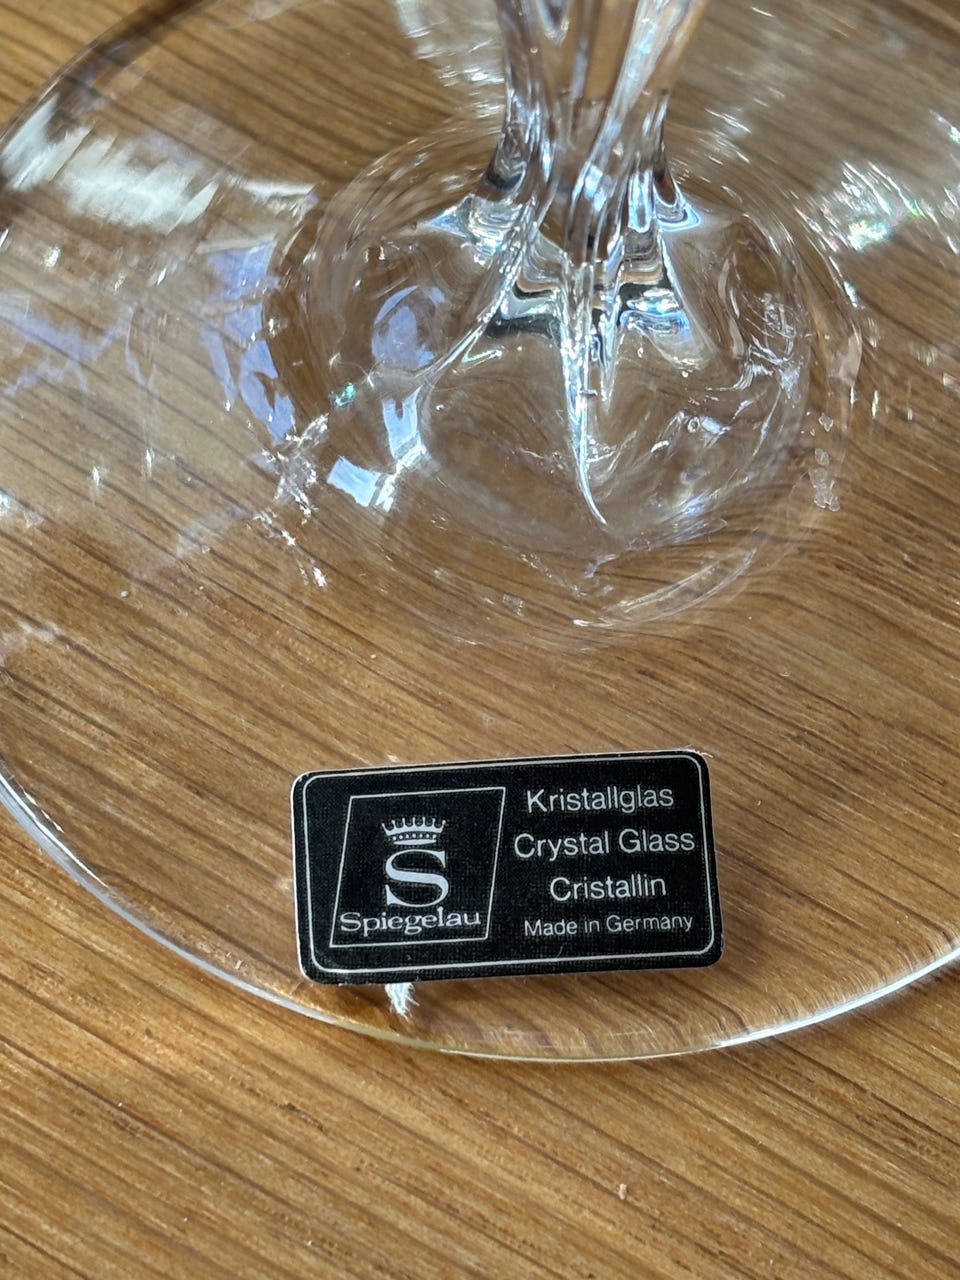 S
Spiegelau
Kristallglas
Crystal Glass
Cristallin
Made in Germany